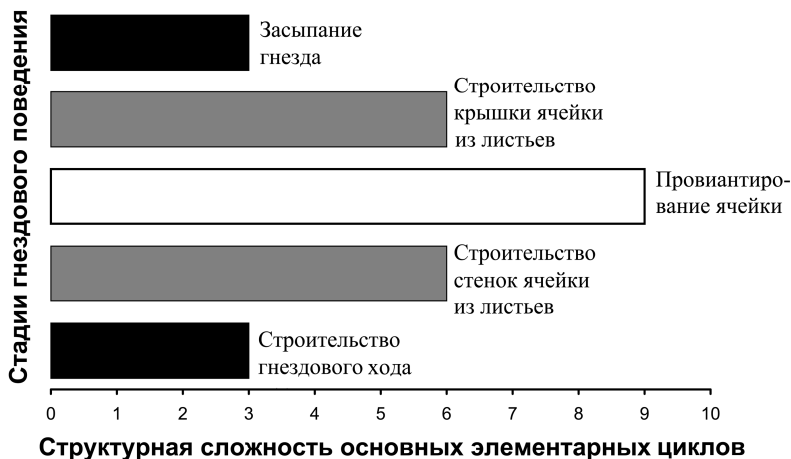 Стадии гнездового поведения
Засыпание
гнезда
Строительство
крышки ячейки
из листьев
Провиантиро-
вание ячейки
Строительство
стенок ячейки
из листьев
Строительство
гнездового хода
0 1 2 3 4 5 6 7 8 9 10
Структурная сложность основных элементарных циклов